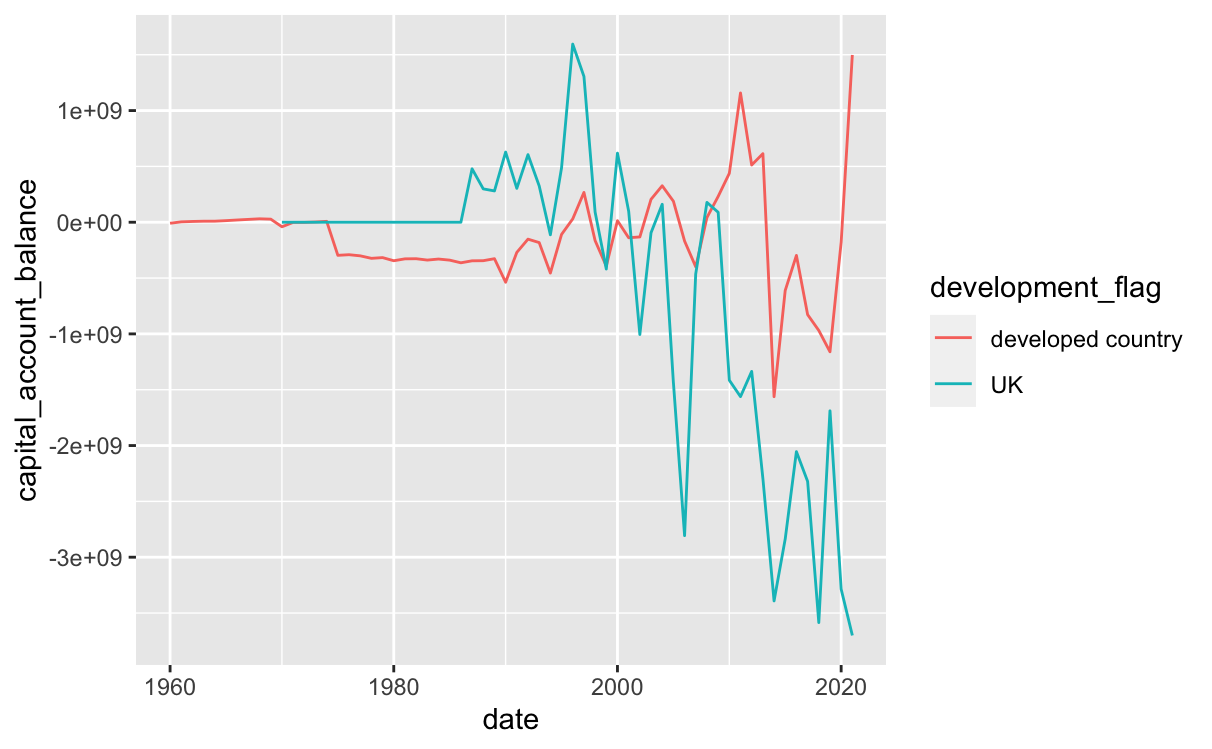 capital_account_balance
1e+09
0e+00
-1e+09
-2e+09
-3e+09
1960 1980 2000 2020
date
development_flag
developed country
UK